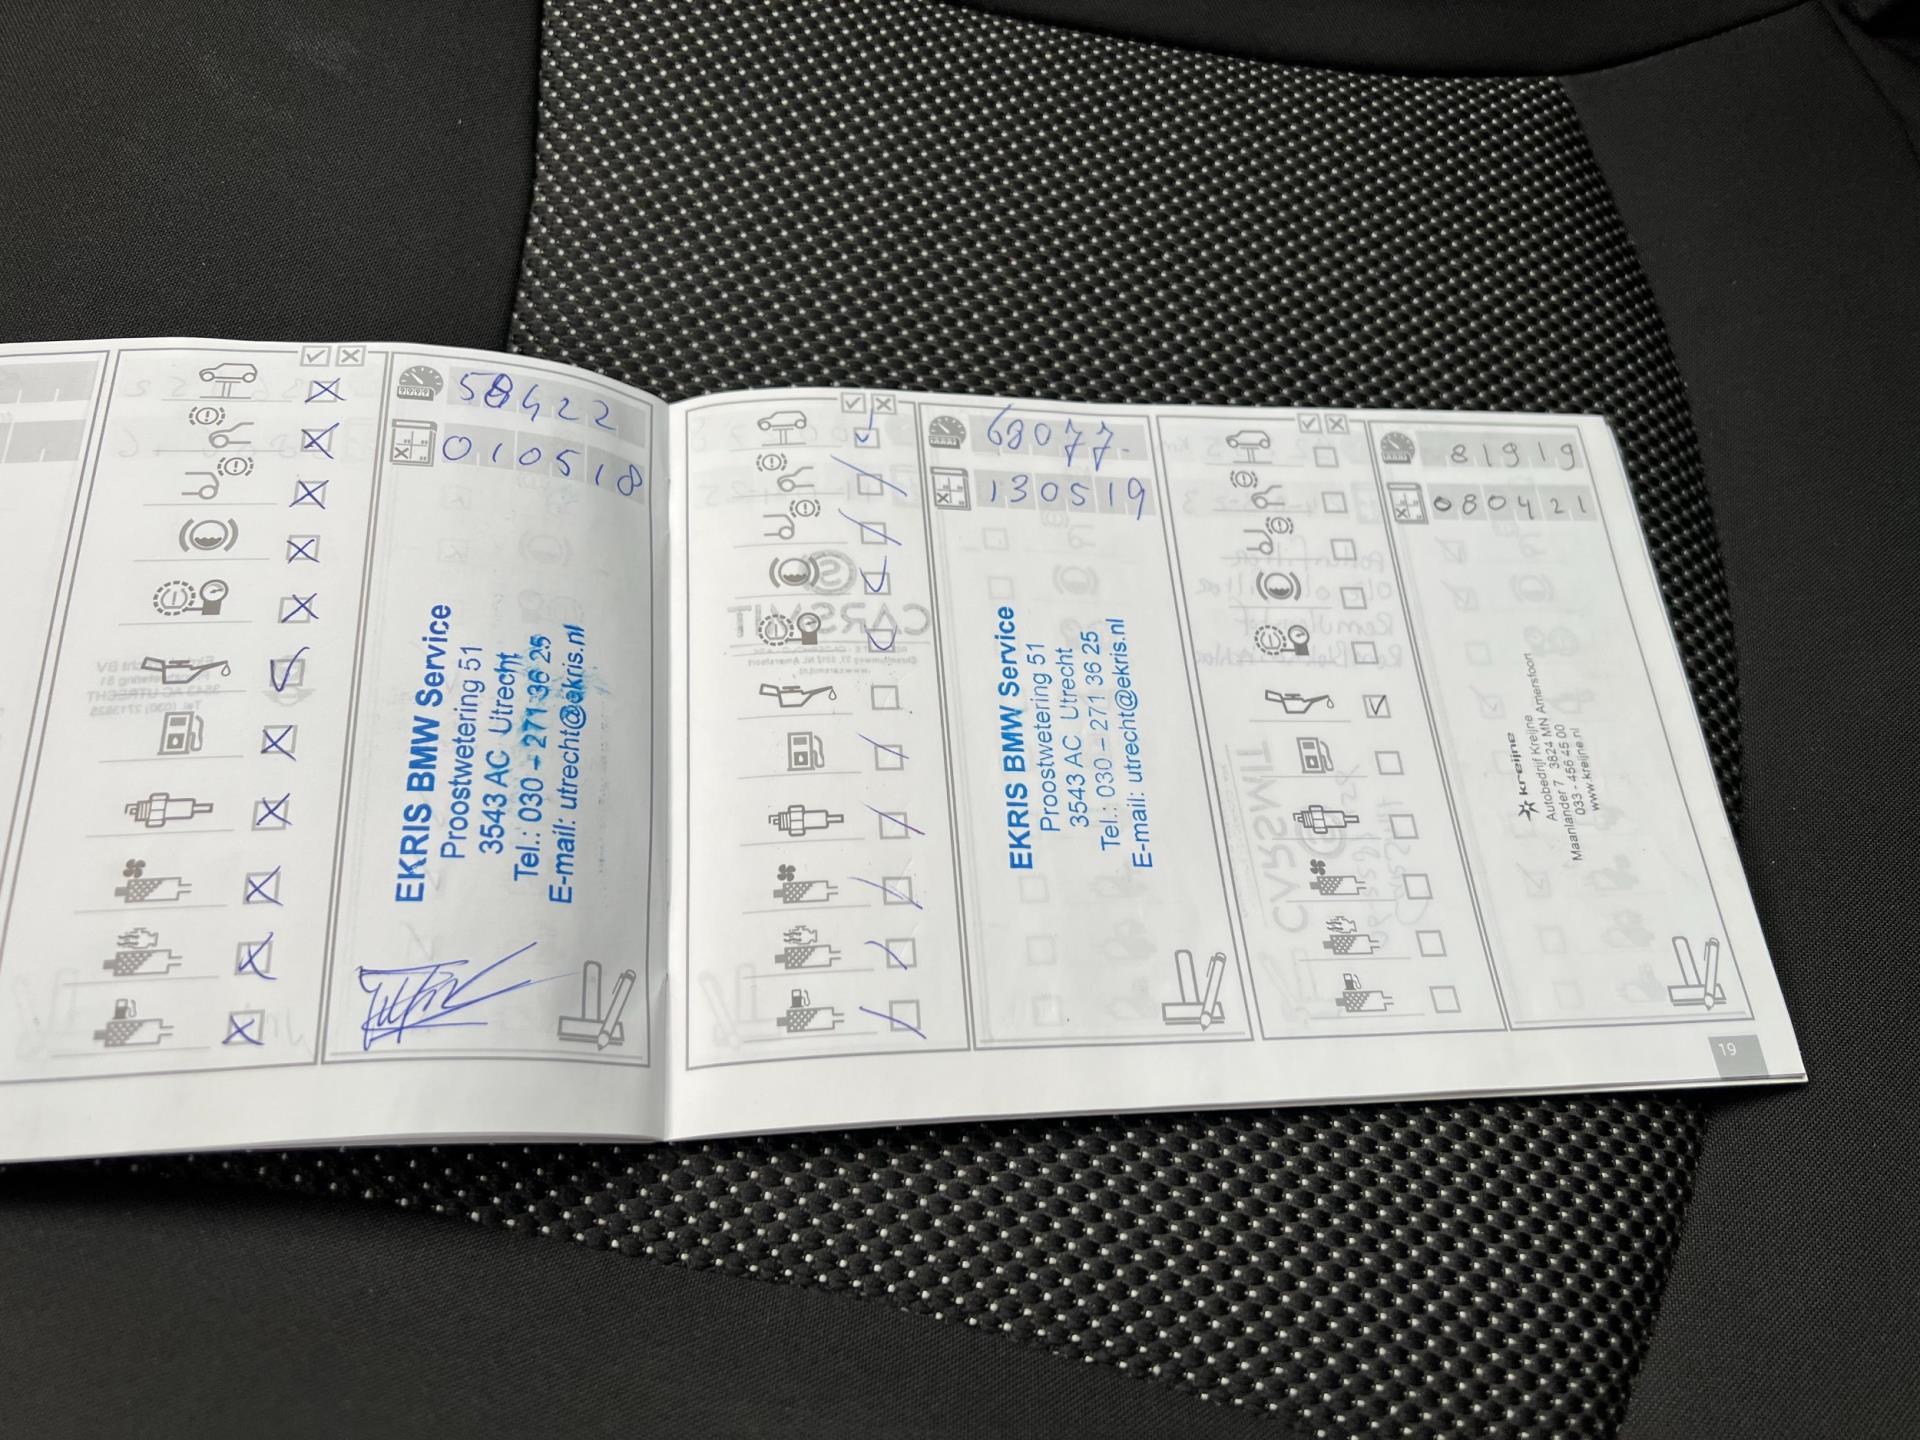 58422
010518
EKRIS BMW Service
Proostwetering 51
3543 AC Utrecht
Tel.: 030 - 271 36 25
E-mail: utrecht@ekris.nl
68077-
130519
EKRIS BMW Service
Proostwetering 51
3543 AC Utrecht
Tel.: 030 - 271 36 25
E-mail: utrecht@ekris.nl
81919
080421
kreijne
Autobedrijf Kreijne
Maanlander 7 3824 MN Amersfoort
033 - 456 45 00
www.kreijne.nl
19